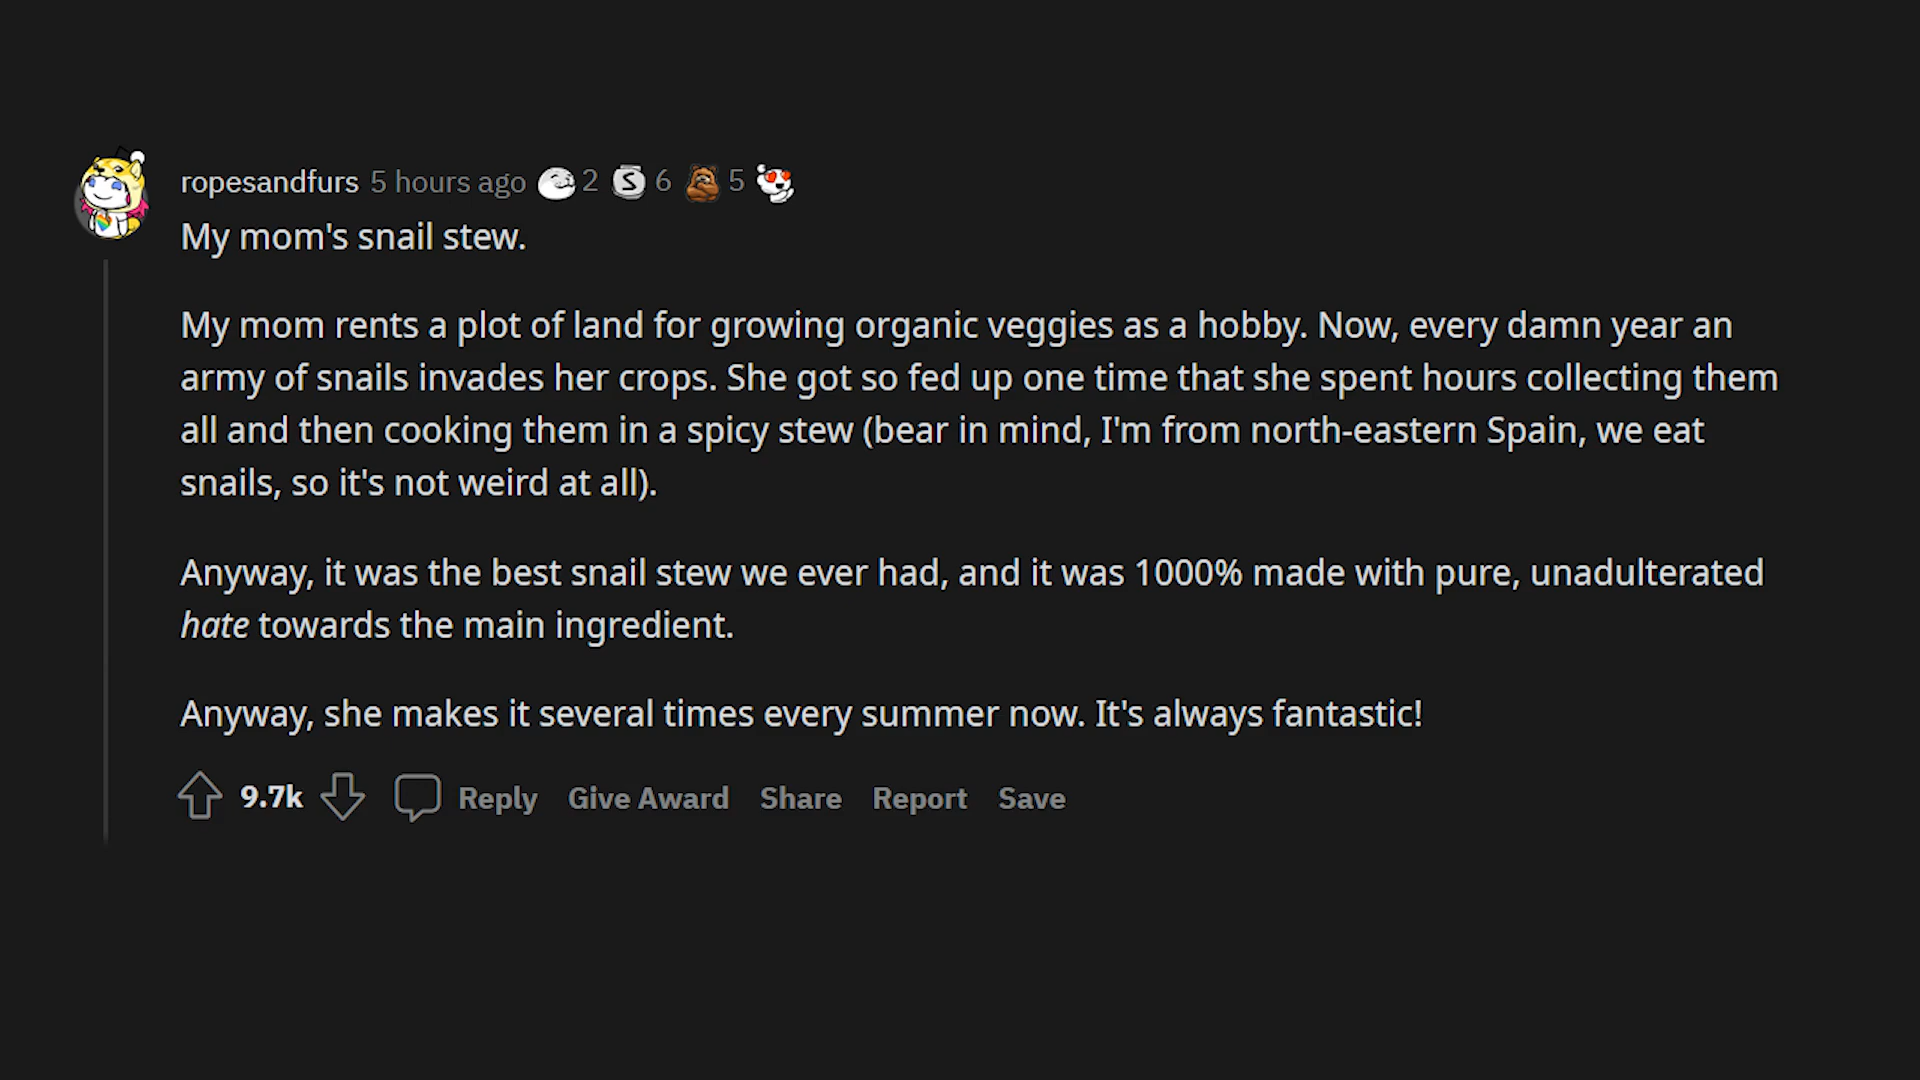 ropesandfurs 5 hours ago 2 S 6 5
My mom's snail stew.
My mom rents a plot of land for growing organic veggies as a hobby. Now, every damn year an
army of snails invades her crops. She got so fed up one time that she spent hours collecting them
all and then cooking them in a spicy stew (bear in mind, I'm from north-eastern Spain, we eat
snails, so it's not weird at all).
Anyway, it was the best snail stew we ever had, and it was 1000% made with pure, unadulterated
hate towards the main ingredient.
Anyway, she makes it several times every summer now. It's always fantastic!
9.7k Reply Give Award Share Report Save